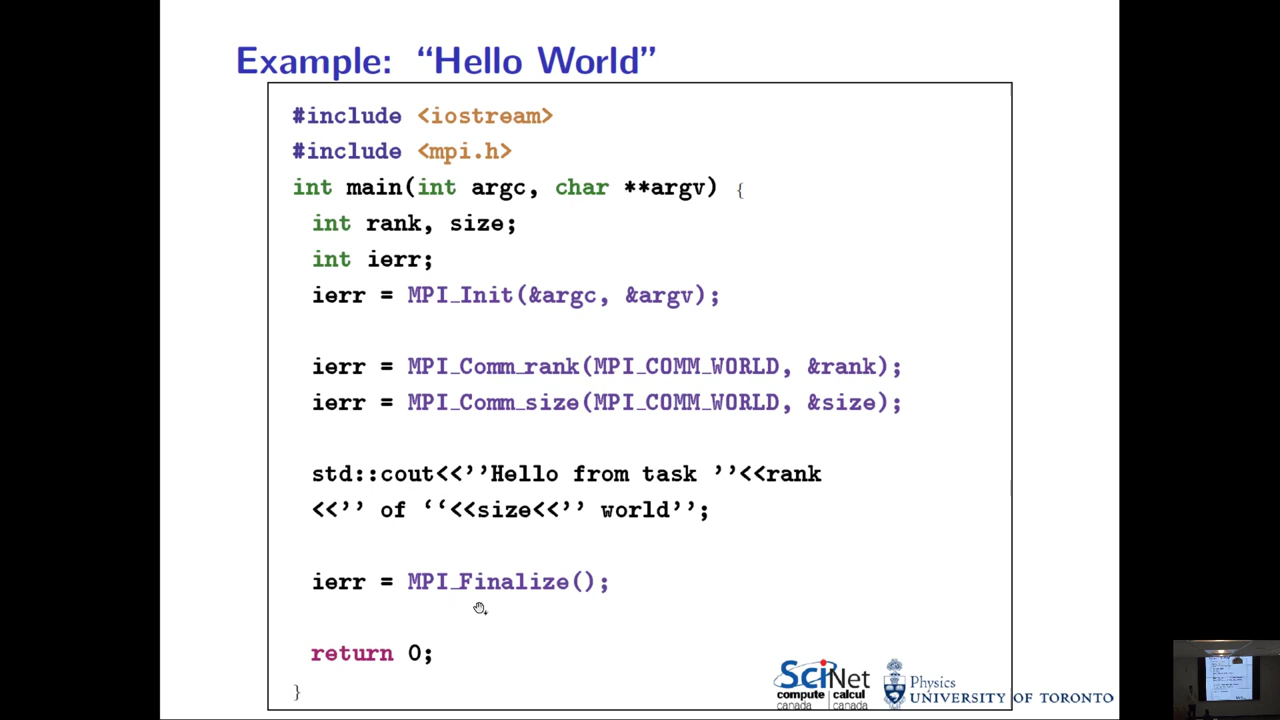 Example: “Hello World”
#include <iostream>
#include <mpi.h>
int main(int argc, char **argv) {
int rank, size;
int ierr;
ierr = MPI_Init(&argc, &argv);
ierr = MPI_Comm_rank(MPI_COMM_WORLD, &rank);
ierr = MPI_Comm_size(MPI_COMM_WORLD, &size);
std::cout<<’’Hello from task ’’<<rank
<<’’ of ‘‘<<size<<’’ world’’;
ierr = MPI_Finalize();
return 0;
}
SciNet
compute | calcul
canada | canada
Physics
UNIVERSITY OF TORONTO